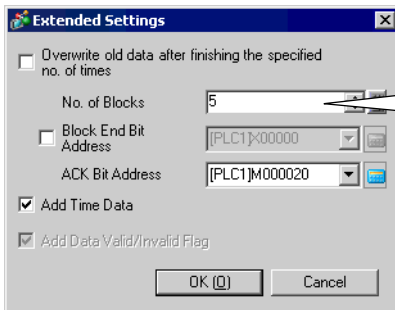 Extended Settings
Overwrite old data after finishing the specified
no. of times
No. of Blocks
5
Block End Bit
Address
[PLC1]X00000
ACK Bit Address
[PLC1]M000020
Add Time Data
Add Data Valid/Invalid Flag
OK (O)
Cancel